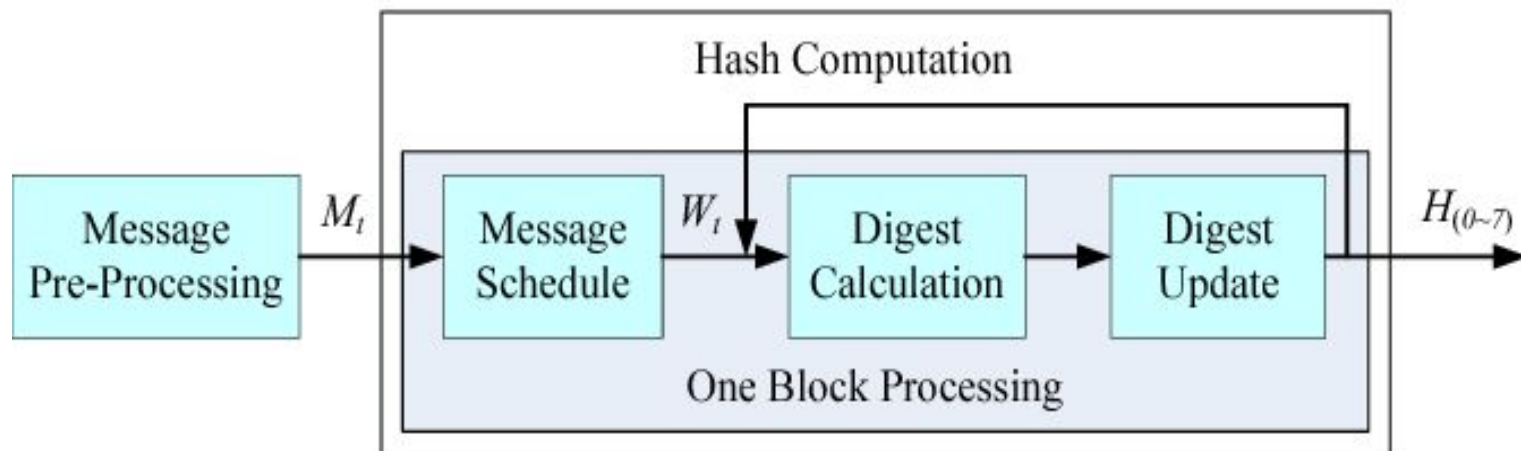 Hash Computation
Message
Pre-Processing
M_t
Message
Schedule
W_t
Digest
Calculation
Digest
Update
H_(0~7)
One Block Processing